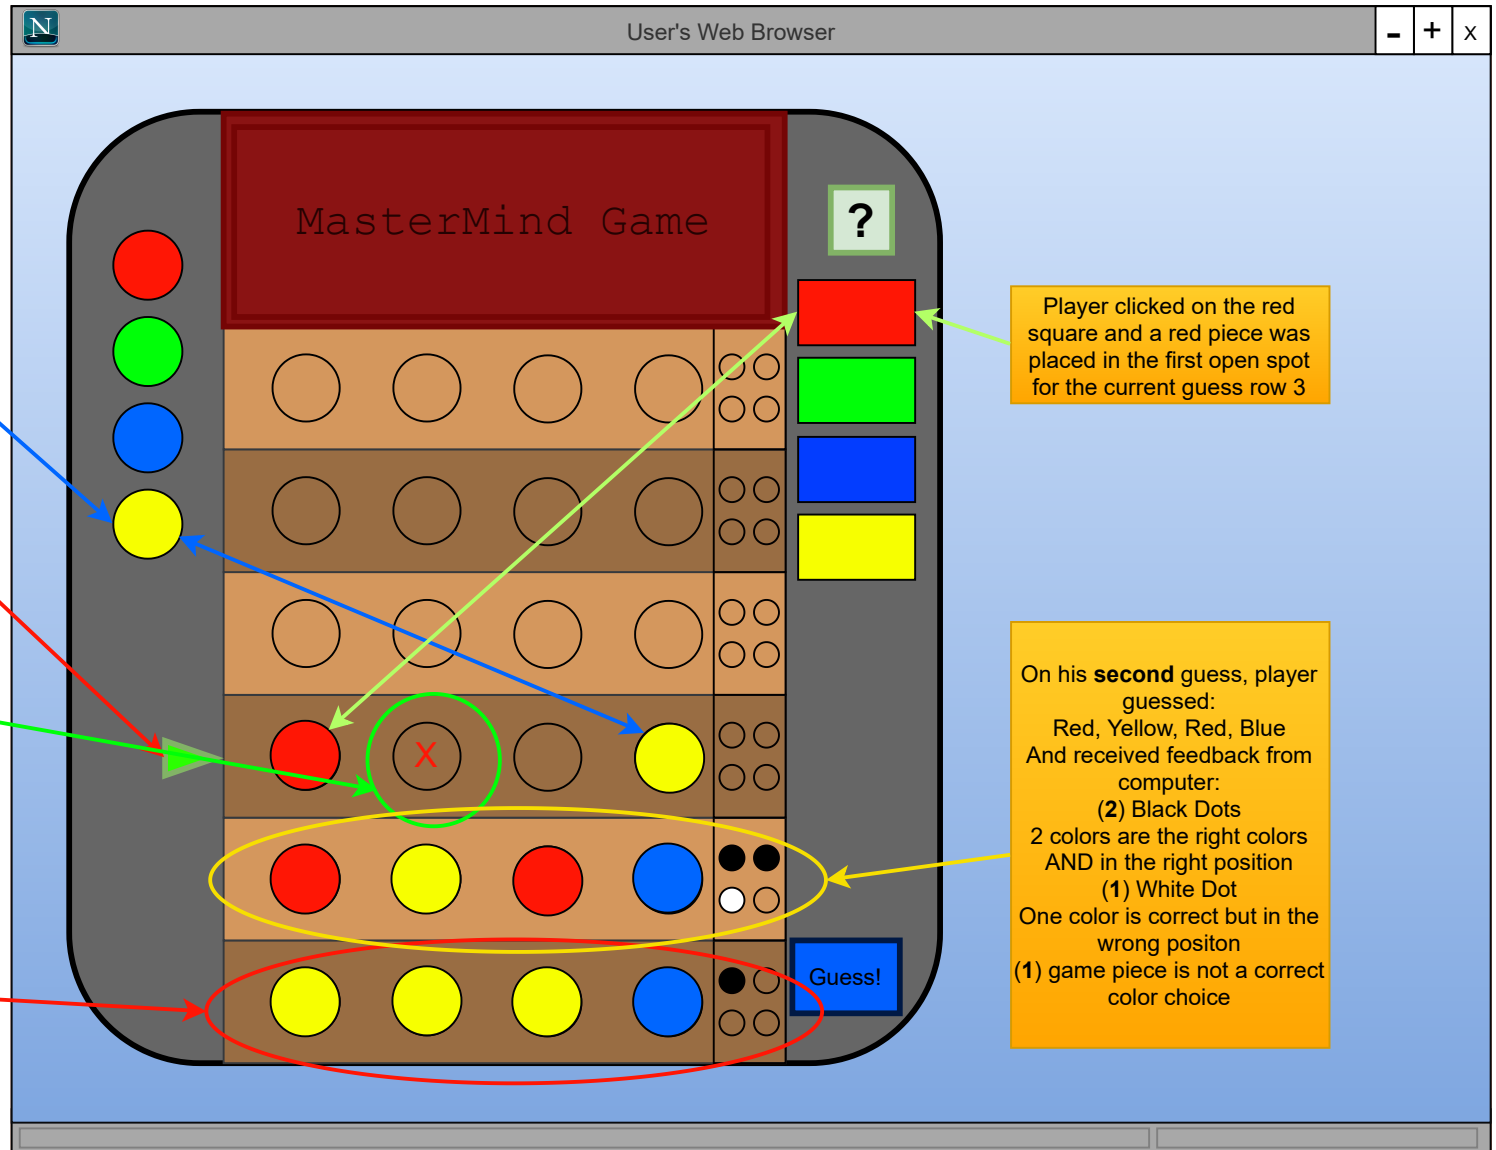 N
User's Web Browser
- + x
MasterMind Game
?
Player clicked on the red
square and a red piece was
placed in the first open spot
for the current guess row 3
X
On his second guess, player
guessed:
Red, Yellow, Red, Blue
And received feedback from
computer:
(2) Black Dots
2 colors are the right colors
AND in the right position
(1) White Dot
One color is correct but in the
wrong positon
(1) game piece is not a correct
color choice
Guess!